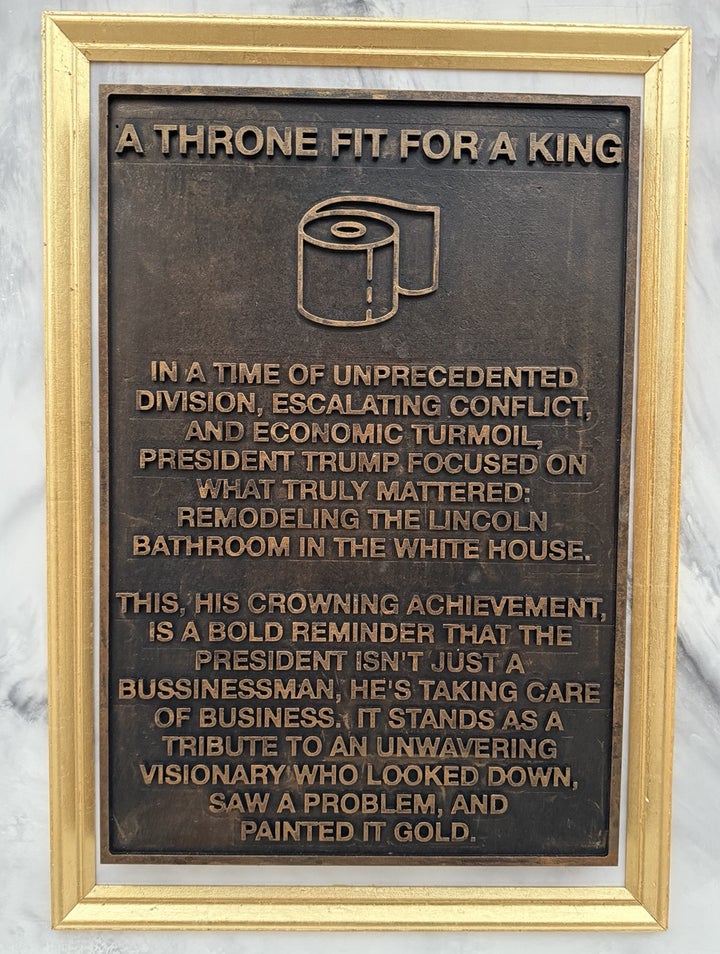 A THRONE FIT FOR A KING
IN A TIME OF UNPRECEDENTED
DIVISION, ESCALATING CONFLICT,
AND ECONOMIC TURMOIL,
PRESIDENT TRUMP FOCUSED ON
WHAT TRULY MATTERED:
REMODELING THE LINCOLN
BATHROOM IN THE WHITE HOUSE.
THIS, HIS CROWNING ACHIEVEMENT,
IS A BOLD REMINDER THAT THE
PRESIDENT ISN'T JUST A
BUSSINESSMAN, HE'S TAKING CARE
OF BUSINESS. IT STANDS AS A
TRIBUTE TO AN UNWAVERING
VISIONARY WHO LOOKED DOWN,
SAW A PROBLEM, AND
PAINTED IT GOLD.